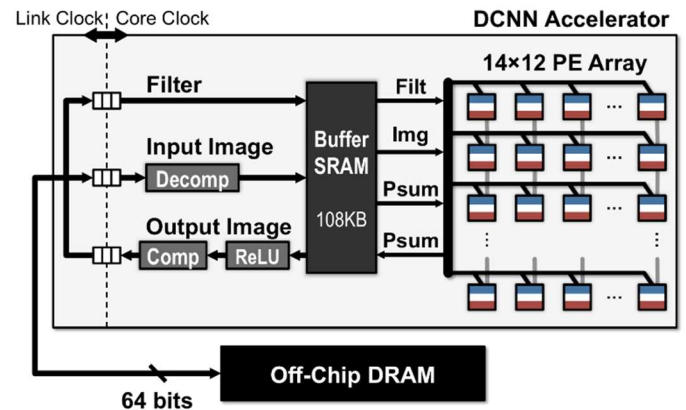 Link Clock Core Clock
DCNN Accelerator
14×12 PE Array
Filter
Filt
Input Image
Img
Decomp
Buffer
SRAM
108KB
Psum
Output Image
Psum
Comp
ReLU
...
...
...
...
...
...
Off-Chip DRAM
64 bits